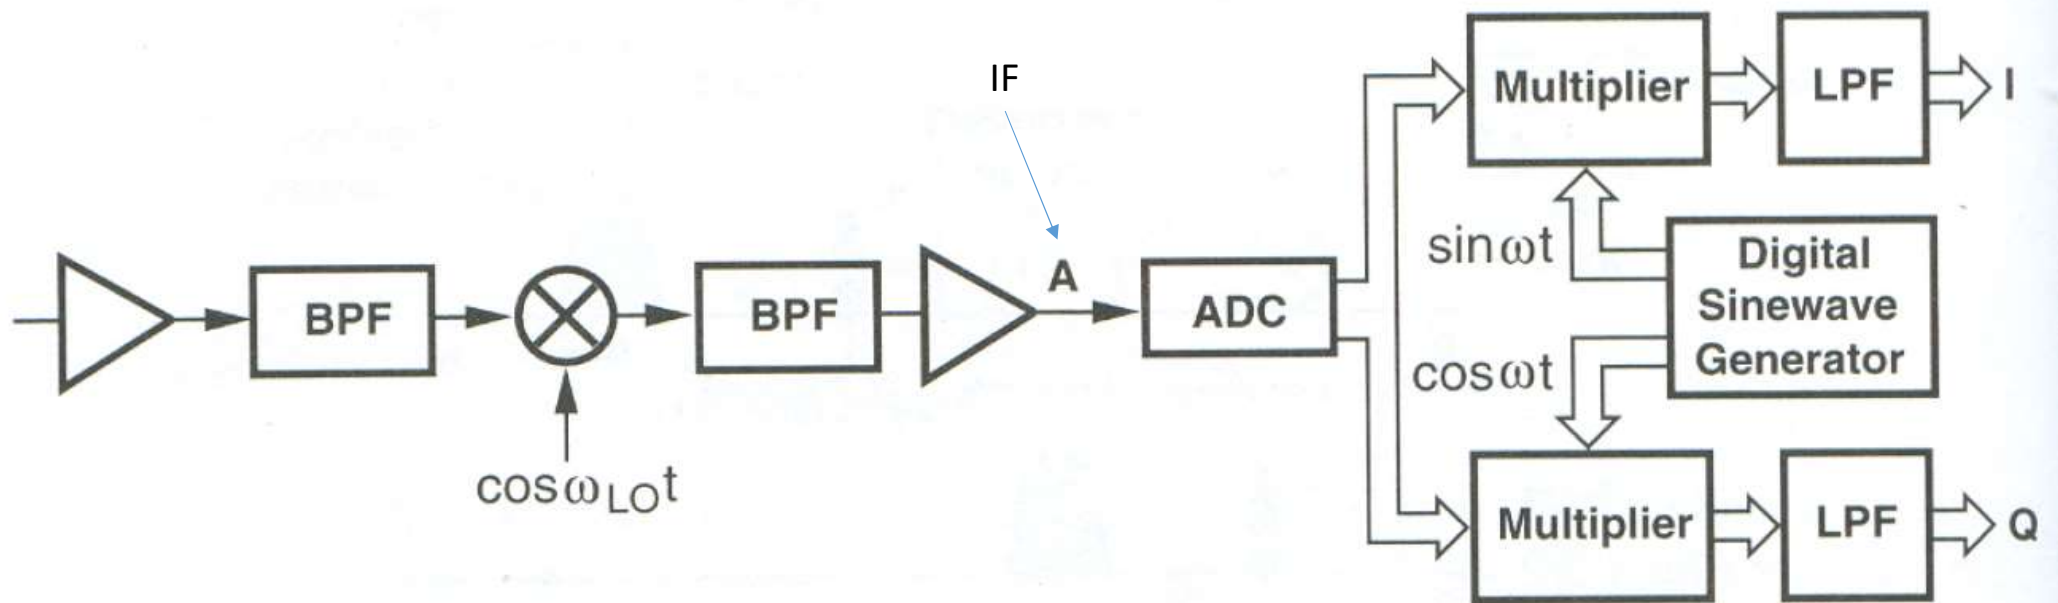 IF
BPF
cosωLOt
BPF
A
ADC
Multiplier
LPF
I
sinωt
Digital
Sinewave
Generator
cosωt
Multiplier
LPF
Q